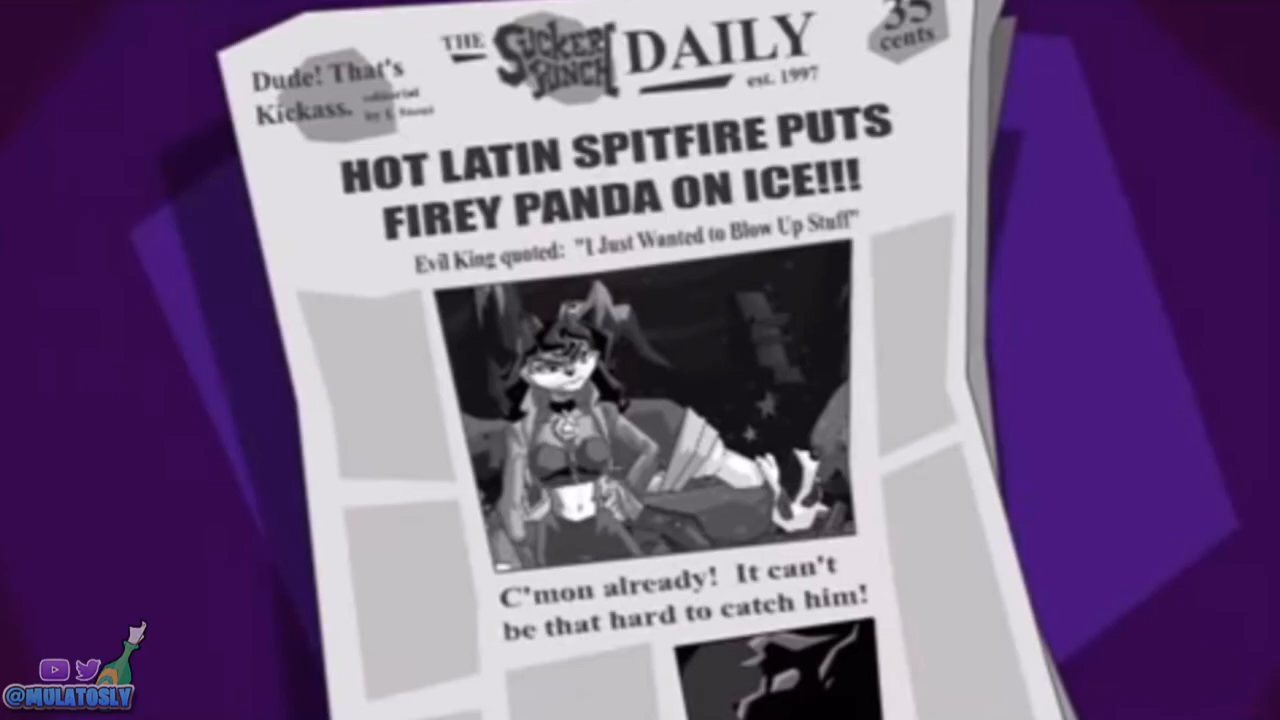 Dude! That's
Kickass.
editorial
by
THE SUCKER PUNCH DAILY
est. 1997
35
cents
HOT LATIN SPITFIRE PUTS
FIREY PANDA ON ICE!!!
Evil King quoted: "I Just Wanted to Blow Up Stuff"
C'mon already! It can't
be that hard to catch him!
@MULATOSLY